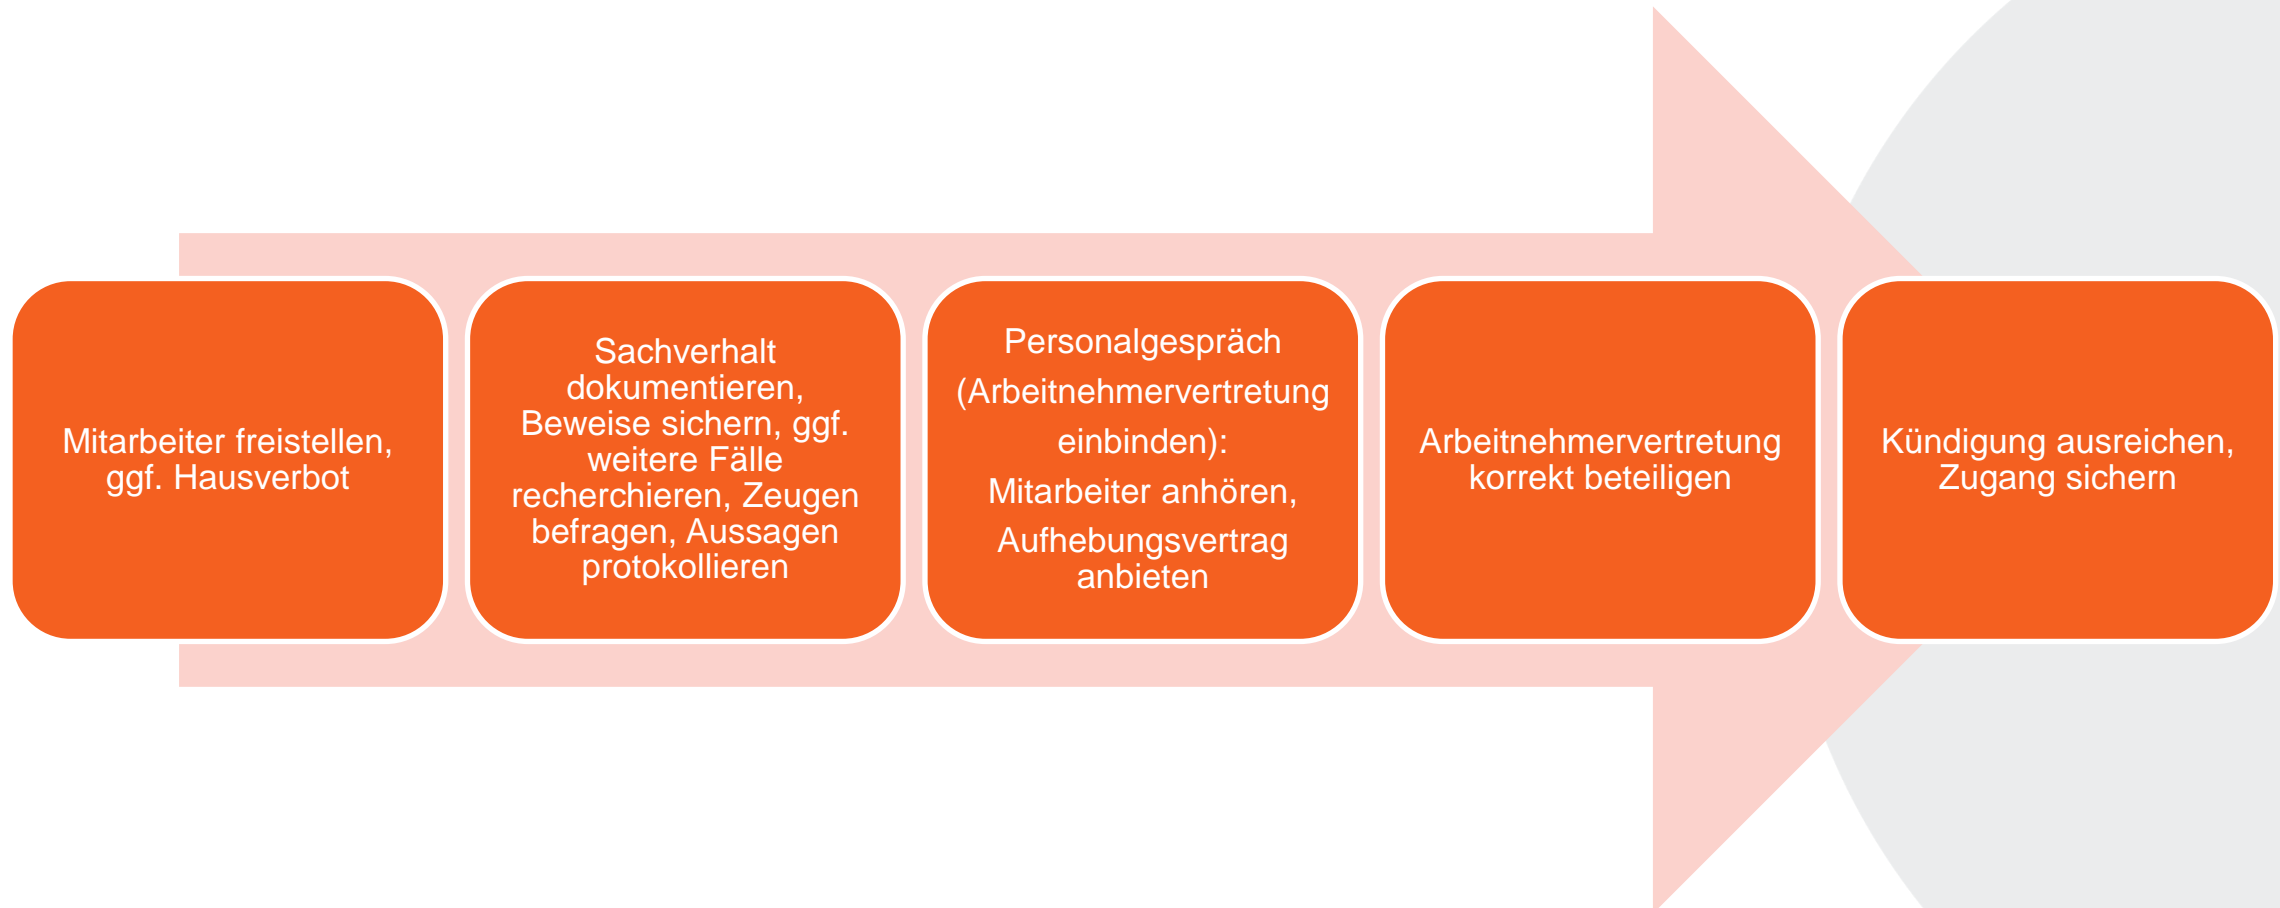 Mitarbeiter freistellen,
ggf. Hausverbot
Sachverhalt
dokumentieren,
Beweise sichern, ggf.
weitere Fälle
recherchieren, Zeugen
befragen, Aussagen
protokollieren
Personalgespräch
(Arbeitnehmervertretung
einbinden):
Mitarbeiter anhören,
Aufhebungsvertrag
anbieten
Arbeitnehmervertretung
korrekt beteiligen
Kündigung ausreichen,
Zugang sichern